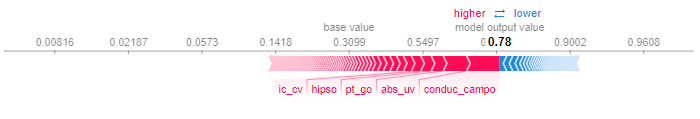 higher ⇄ lower
base value model output value
0.00816 0.02187 0.0573 0.1418 0.3099 0.5497 0.78 0.9002 0.9608
ic_cv hipso pt_go abs_uv conduc_campo